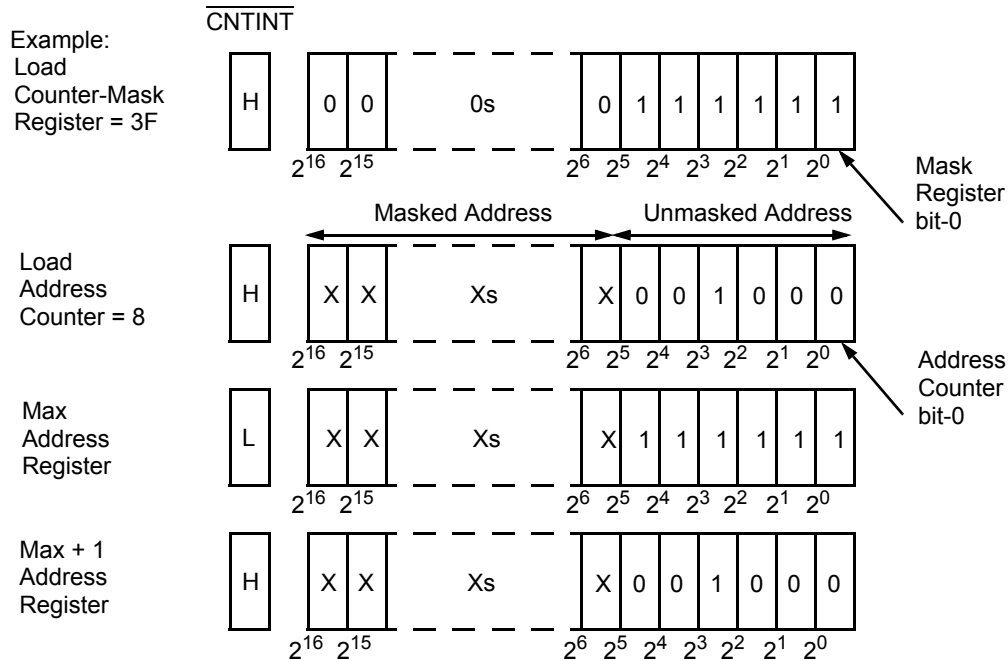 CNTINT
Example:
Load
Counter-Mask
Register = 3F
H 0 0 0s 0 1 1 1 1 1 1
2^16 2^15 2^6 2^5 2^4 2^3 2^2 2^1 2^0
Mask
Register
bit-0
Masked Address Unmasked Address
Load
Address
Counter = 8
H X X Xs X 0 0 1 0 0 0
2^16 2^15 2^6 2^5 2^4 2^3 2^2 2^1 2^0
Address
Counter
bit-0
Max
Address
Register
L X X Xs X 1 1 1 1 1 1
2^16 2^15 2^6 2^5 2^4 2^3 2^2 2^1 2^0
Max + 1
Address
Register
H X X Xs X 0 0 1 0 0 0
2^16 2^15 2^6 2^5 2^4 2^3 2^2 2^1 2^0